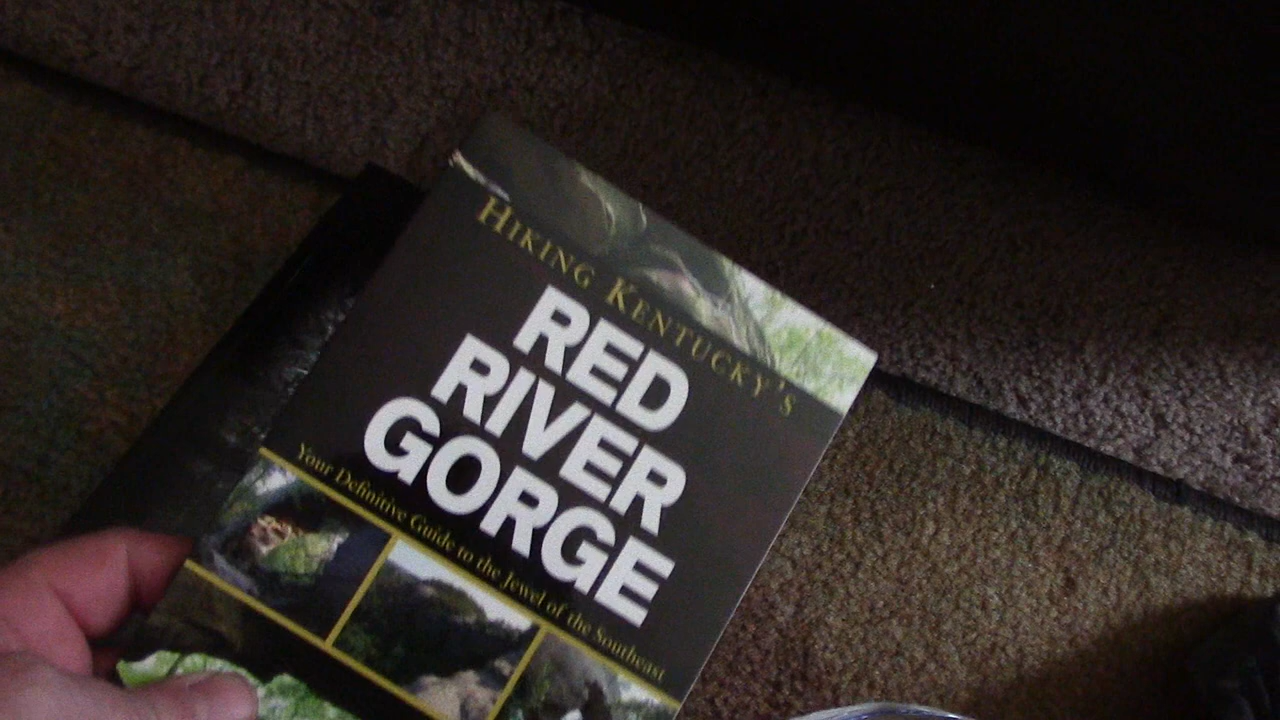 HIKING KENTUCKY'S
RED
RIVER
GORGE
Your Definitive Guide to the Jewel of the Southeast